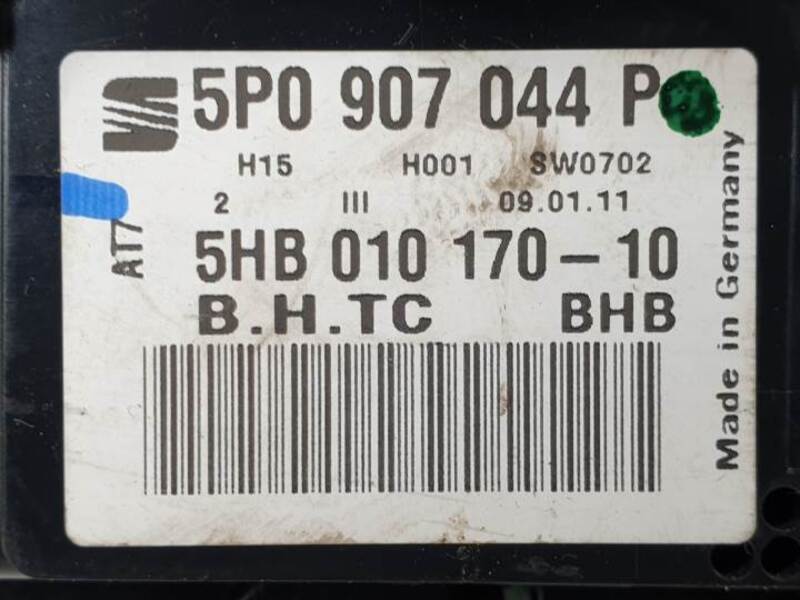 5P0 907 044 P
H15 H001 SW0702
2 III 09.01.11
AT7
5HB 010 170-10
B.H.TC BHB
Made in Germany